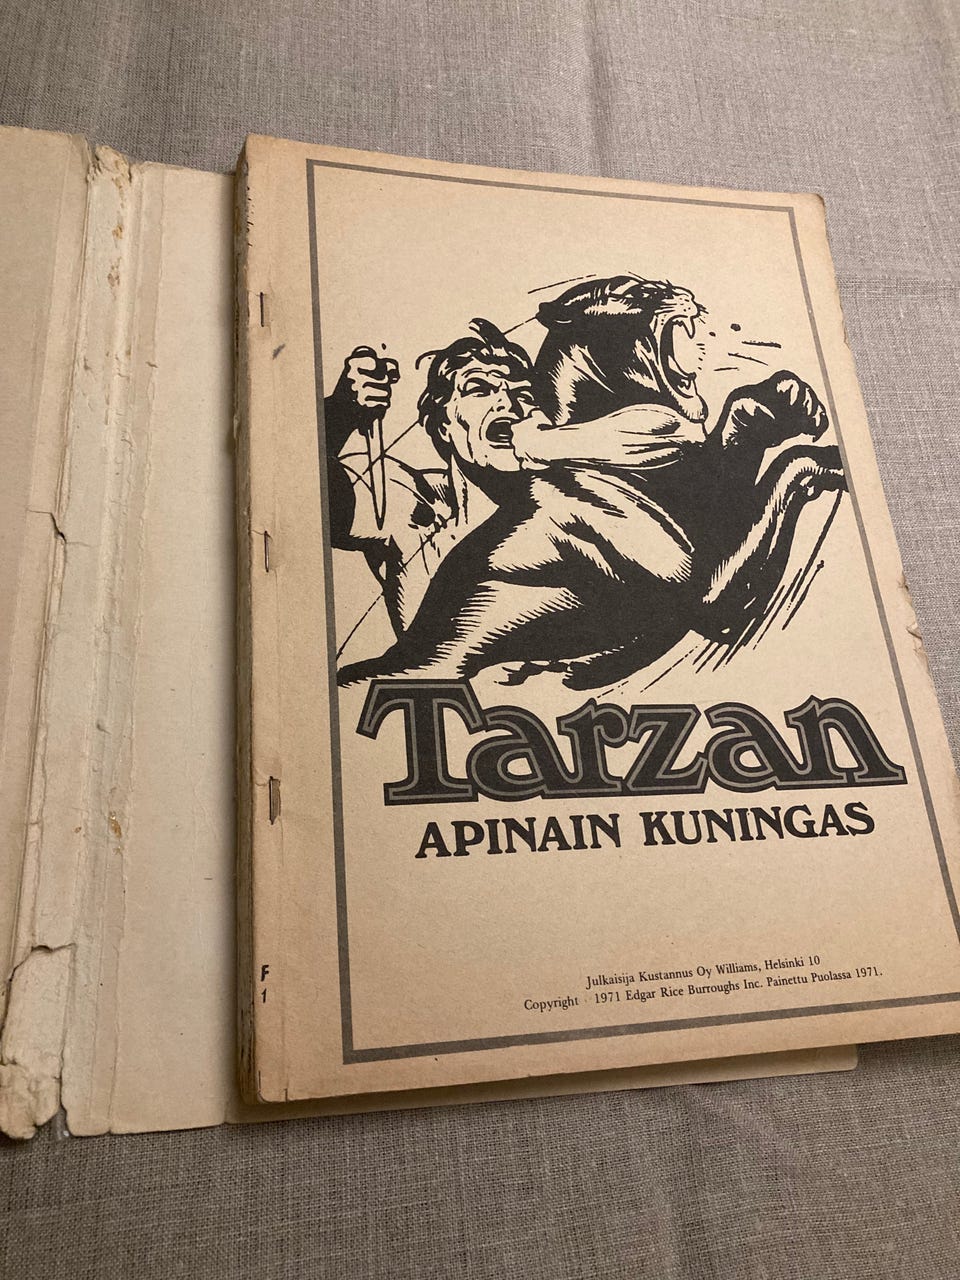 Tarzan
APINAIN KUNINGAS
Julkaisija Kustannus Oy Williams, Helsinki 10
Copyright 1971 Edgar Rice Burroughs Inc. Painettu Puolassa 1971.
F
1